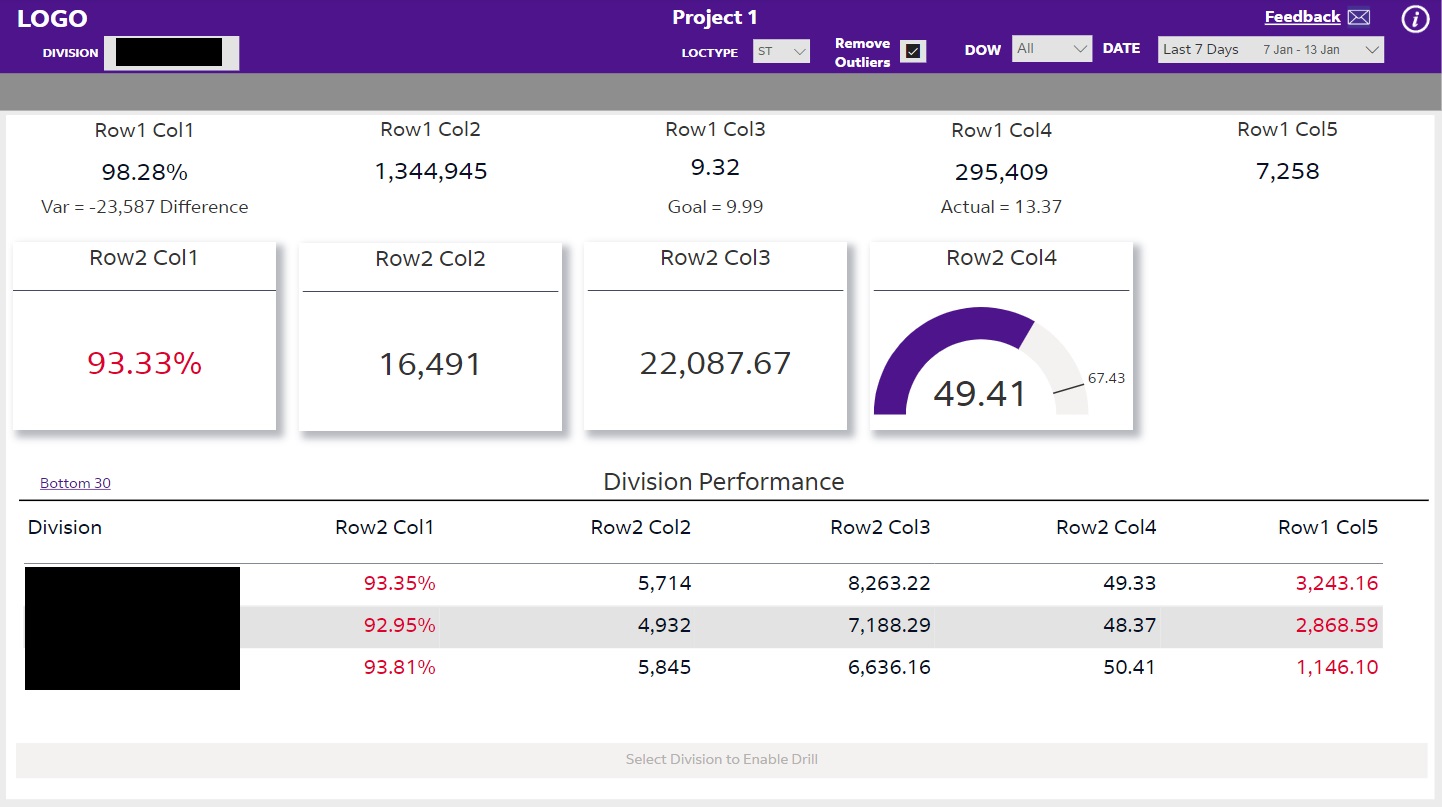 LOGO
Project 1
Feedback
i
DIVISION
LOCTYPE
ST
Remove
Outliers
DOW
All
DATE
Last 7 Days 7 Jan - 13 Jan
Row1 Col1
Row1 Col2
Row1 Col3
Row1 Col4
Row1 Col5
98.28%
1,344,945
9.32
295,409
7,258
Var = -23,587 Difference
Goal = 9.99
Actual = 13.37
Row2 Col1
Row2 Col2
Row2 Col3
Row2 Col4
93.33%
16,491
22,087.67
49.41
67.43
Bottom 30
Division Performance
Division Row2 Col1 Row2 Col2 Row2 Col3 Row2 Col4 Row1 Col5
93.35% 5,714 8,263.22 49.33 3,243.16
92.95% 4,932 7,188.29 48.37 2,868.59
93.81% 5,845 6,636.16 50.41 1,146.10
Select Division to Enable Drill